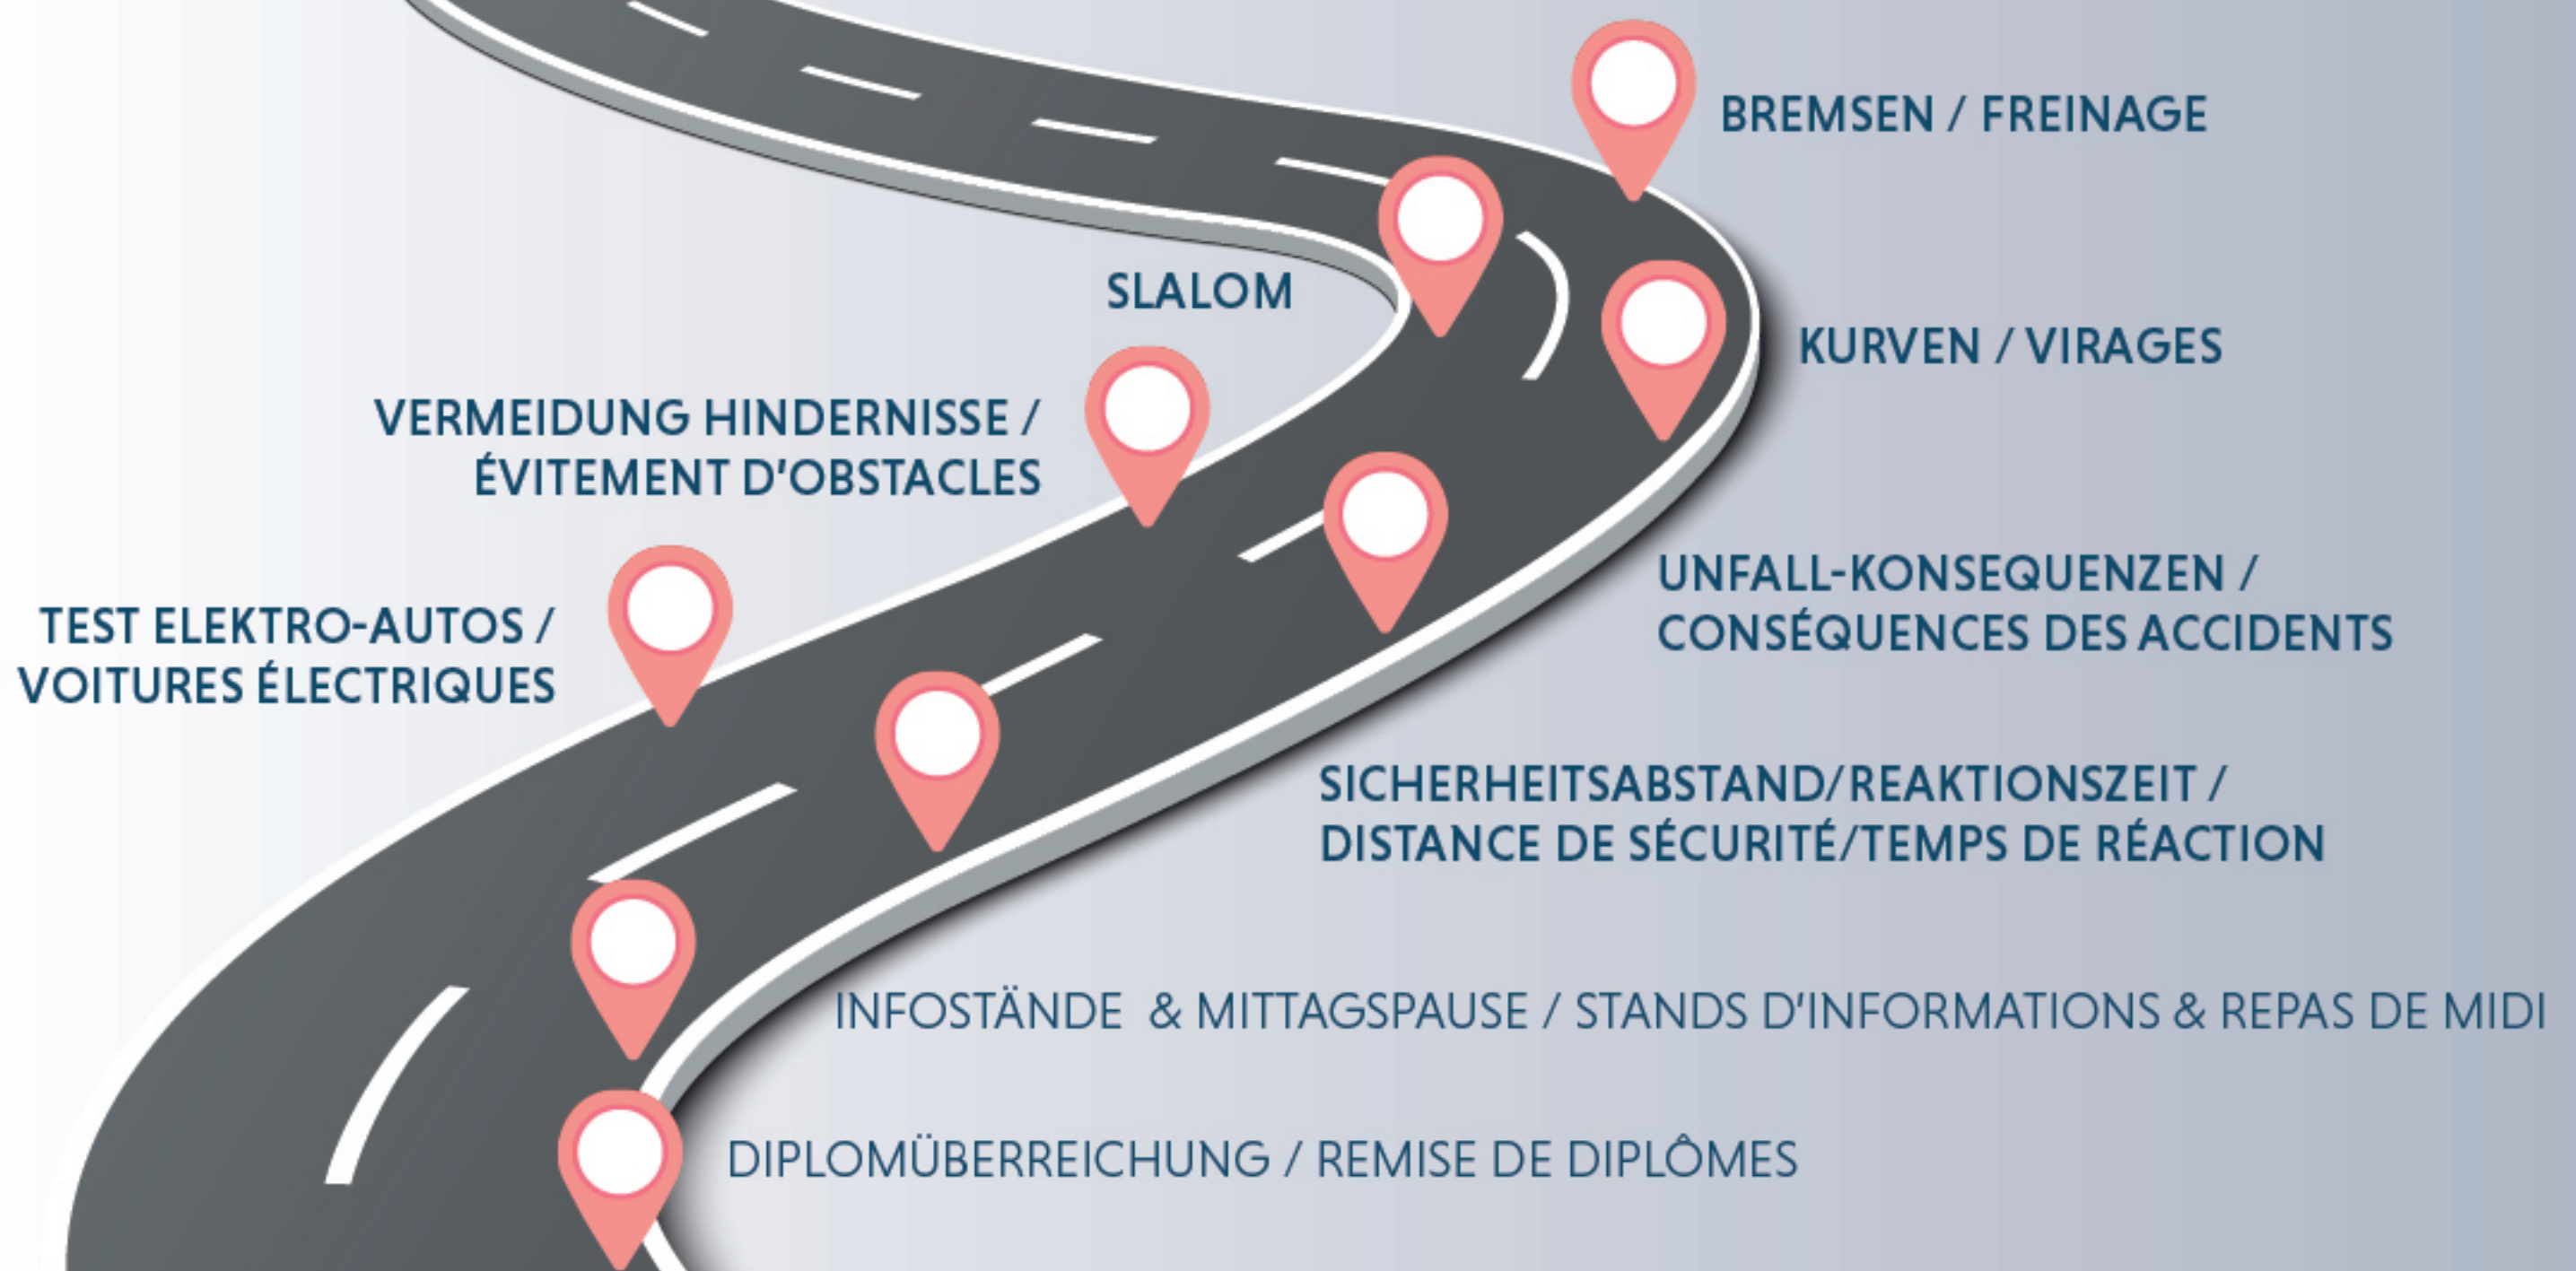 BREMSEN / FREINAGE
SLALOM
KURVEN / VIRAGES
VERMEIDUNG HINDERNISSE /
ÉVITEMENT D'OBSTACLES
UNFALL-KONSEQUENZEN /
CONSÉQUENCES DES ACCIDENTS
TEST ELEKTRO-AUTOS /
VOITURES ÉLECTRIQUES
SICHERHEITSABSTAND/REAKTIONSZEIT /
DISTANCE DE SÉCURITÉ/TEMPS DE RÉACTION
INFOSTÄNDE & MITTAGSPAUSE / STANDS D'INFORMATIONS & REPAS DE MIDI
DIPLOMÜBERREICHUNG / REMISE DE DIPLÔMES